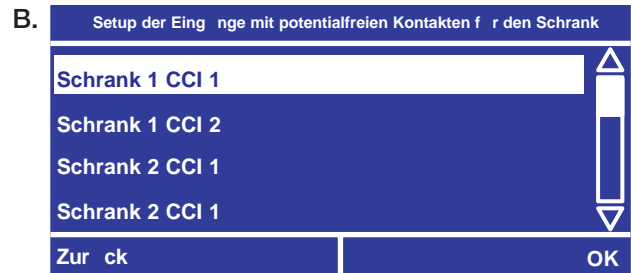 B.
Setup der Eing nge mit potentialfreien Kontakten f r den Schrank
Schrank 1 CCI 1
Schrank 1 CCI 2
Schrank 2 CCI 1
Schrank 2 CCI 1
Zur ck
OK